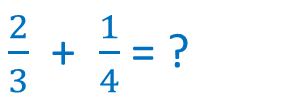 2/3 + 1/4 = ?